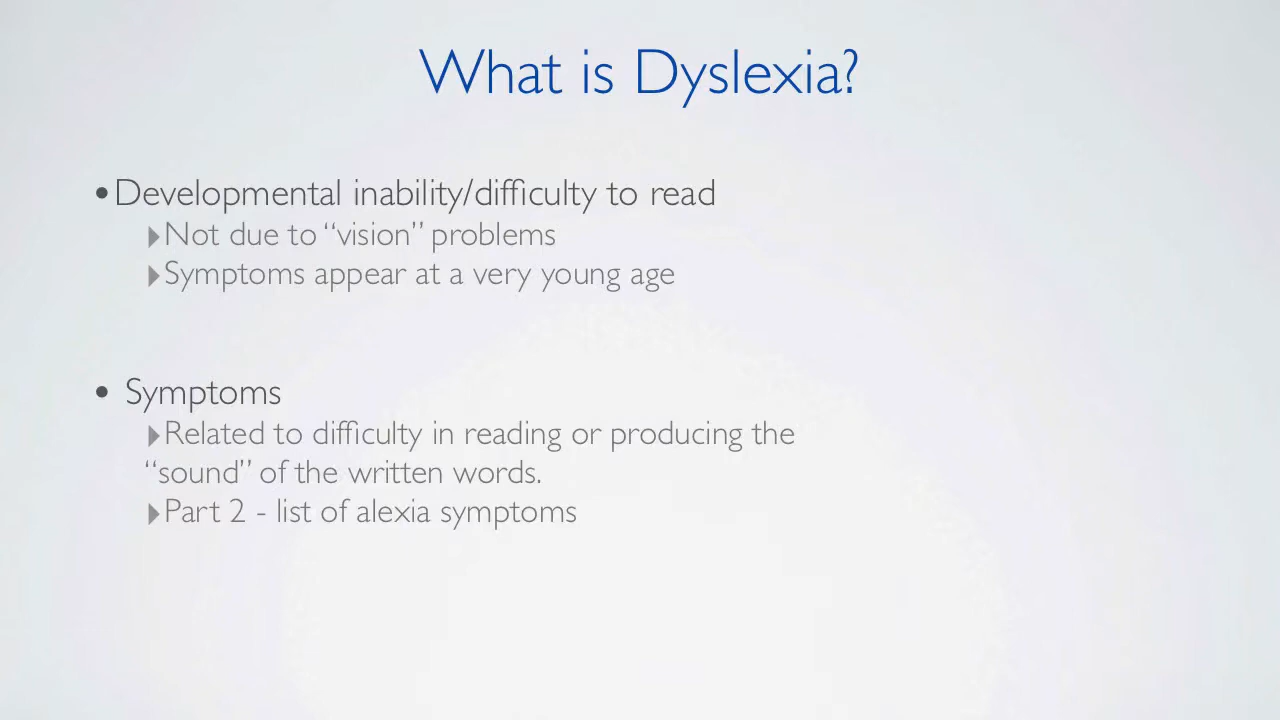 What is Dyslexia?
•Developmental inability/difficulty to read
▸Not due to “vision” problems
▸Symptoms appear at a very young age
• Symptoms
▸Related to difficulty in reading or producing the
“sound” of the written words.
▸Part 2 - list of alexia symptoms